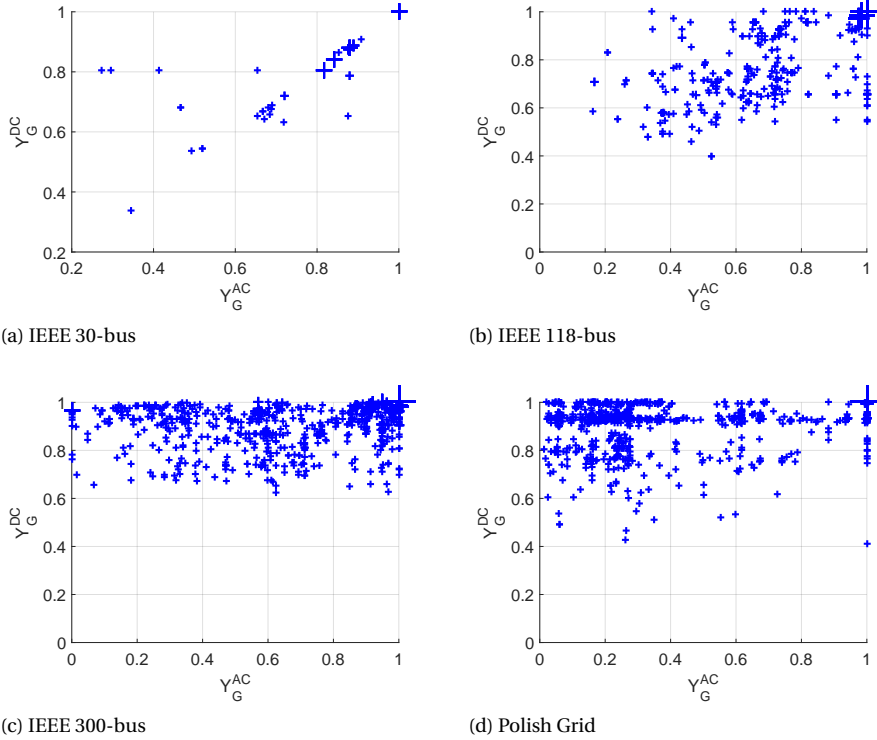 1
0.8
0.6
0.4
0.2
0.2 0.4 0.6 0.8 1
Y_G^DC
Y_G^AC
(a) IEEE 30-bus
1
0.8
0.6
0.4
0.2
0
0 0.2 0.4 0.6 0.8 1
Y_G^DC
Y_G^AC
(b) IEEE 118-bus
1
0.8
0.6
0.4
0.2
0
0 0.2 0.4 0.6 0.8 1
Y_G^DC
Y_G^AC
(c) IEEE 300-bus
1
0.8
0.6
0.4
0.2
0
0 0.2 0.4 0.6 0.8 1
Y_G^DC
Y_G^AC
(d) Polish Grid